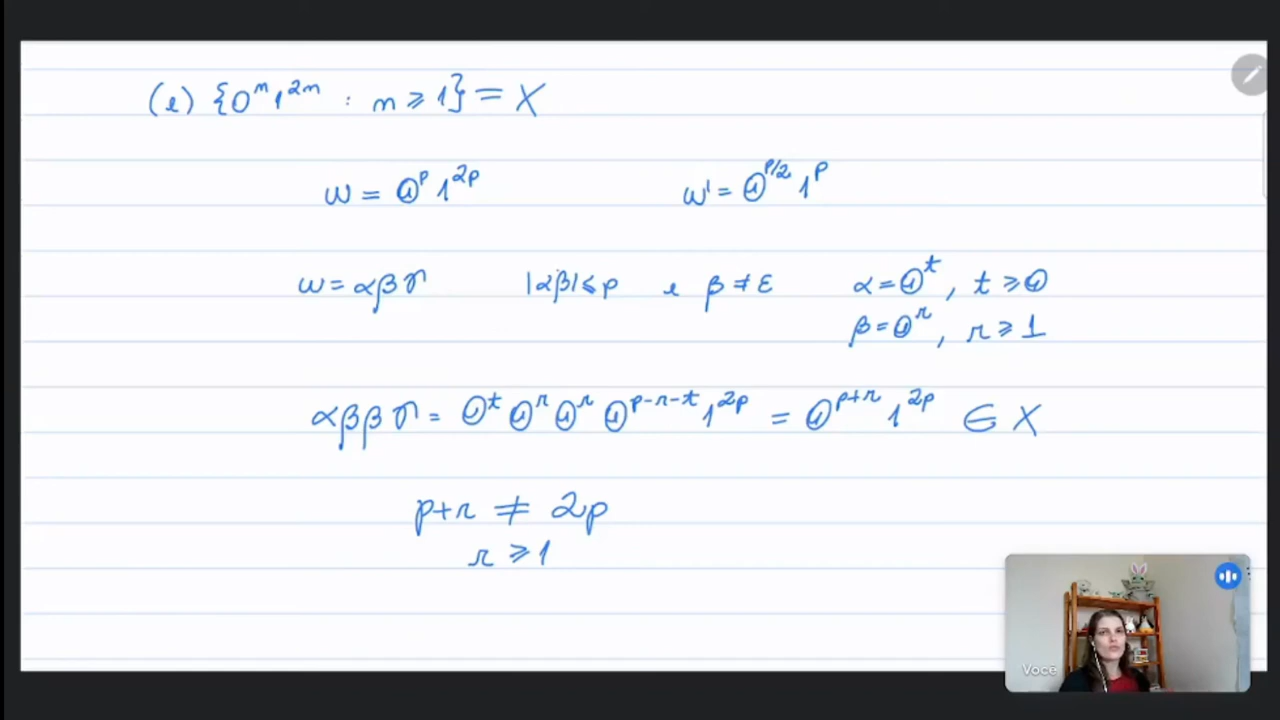 (e) {0^n 1^{2n} : n ≥ 1} = X
w = 0^p 1^{2p} w' = 0^{p/2} 1^p
w = αβγ |αβ| ≤ p e β ≠ ε α = 0^t, t ≥ 0
β = 0^r, r ≥ 1
αββγ = 0^t 0^r 0^r 0^{p-r-t} 1^{2p} = 0^{p+r} 1^{2p} ∈ X
p+r ≠ 2p
r ≥ 1
Você